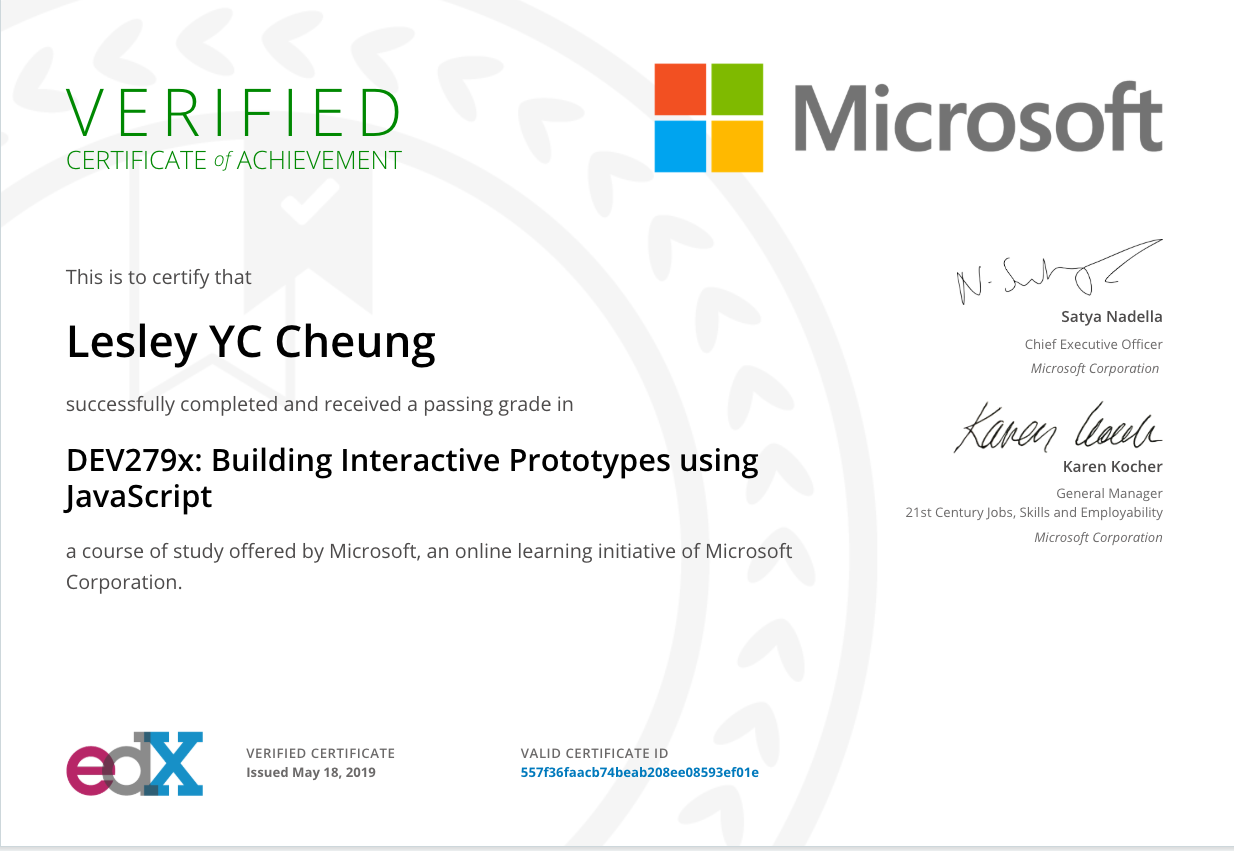 VERIFIED
CERTIFICATE of ACHIEVEMENT
Microsoft
This is to certify that
Lesley YC Cheung
successfully completed and received a passing grade in
DEV279x: Building Interactive Prototypes using
JavaScript
a course of study offered by Microsoft, an online learning initiative of Microsoft
Corporation.
N. Satya
Satya Nadella
Chief Executive Officer
Microsoft Corporation
Karen Kocher
Karen Kocher
General Manager
21st Century Jobs, Skills and Employability
Microsoft Corporation
edX
VERIFIED CERTIFICATE
Issued May 18, 2019
VALID CERTIFICATE ID
557f36faacb74beab208ee08593ef01e